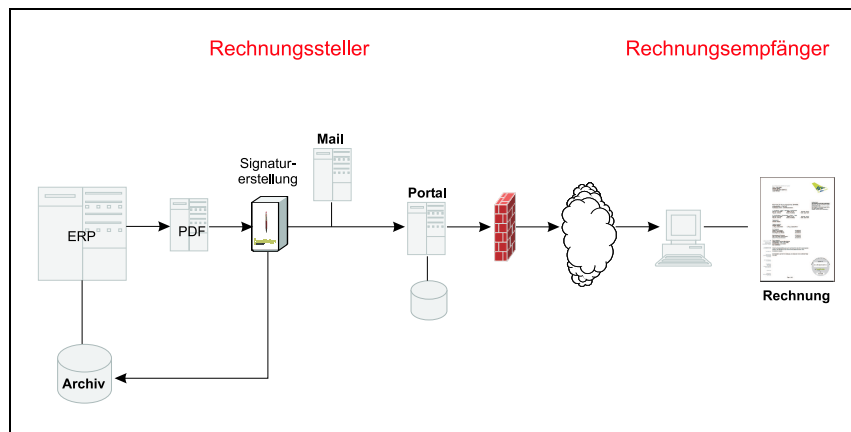 Rechnungssteller
Rechnungsempfänger
Mail
Signatur-
erstellung
Portal
ERP
PDF
Rechnung
Archiv